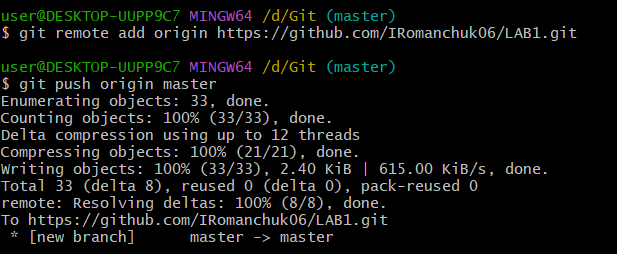 user@DESKTOP-UUPP9C7 MINGW64 /d/Git (master)
$ git remote add origin https://github.com/IRomanchuk06/LAB1.git
user@DESKTOP-UUPP9C7 MINGW64 /d/Git (master)
$ git push origin master
Enumerating objects: 33, done.
Counting objects: 100% (33/33), done.
Delta compression using up to 12 threads
Compressing objects: 100% (21/21), done.
Writing objects: 100% (33/33), 2.40 KiB | 615.00 KiB/s, done.
Total 33 (delta 8), reused 0 (delta 0), pack-reused 0
remote: Resolving deltas: 100% (8/8), done.
To https://github.com/IRomanchuk06/LAB1.git
 * [new branch]      master -> master